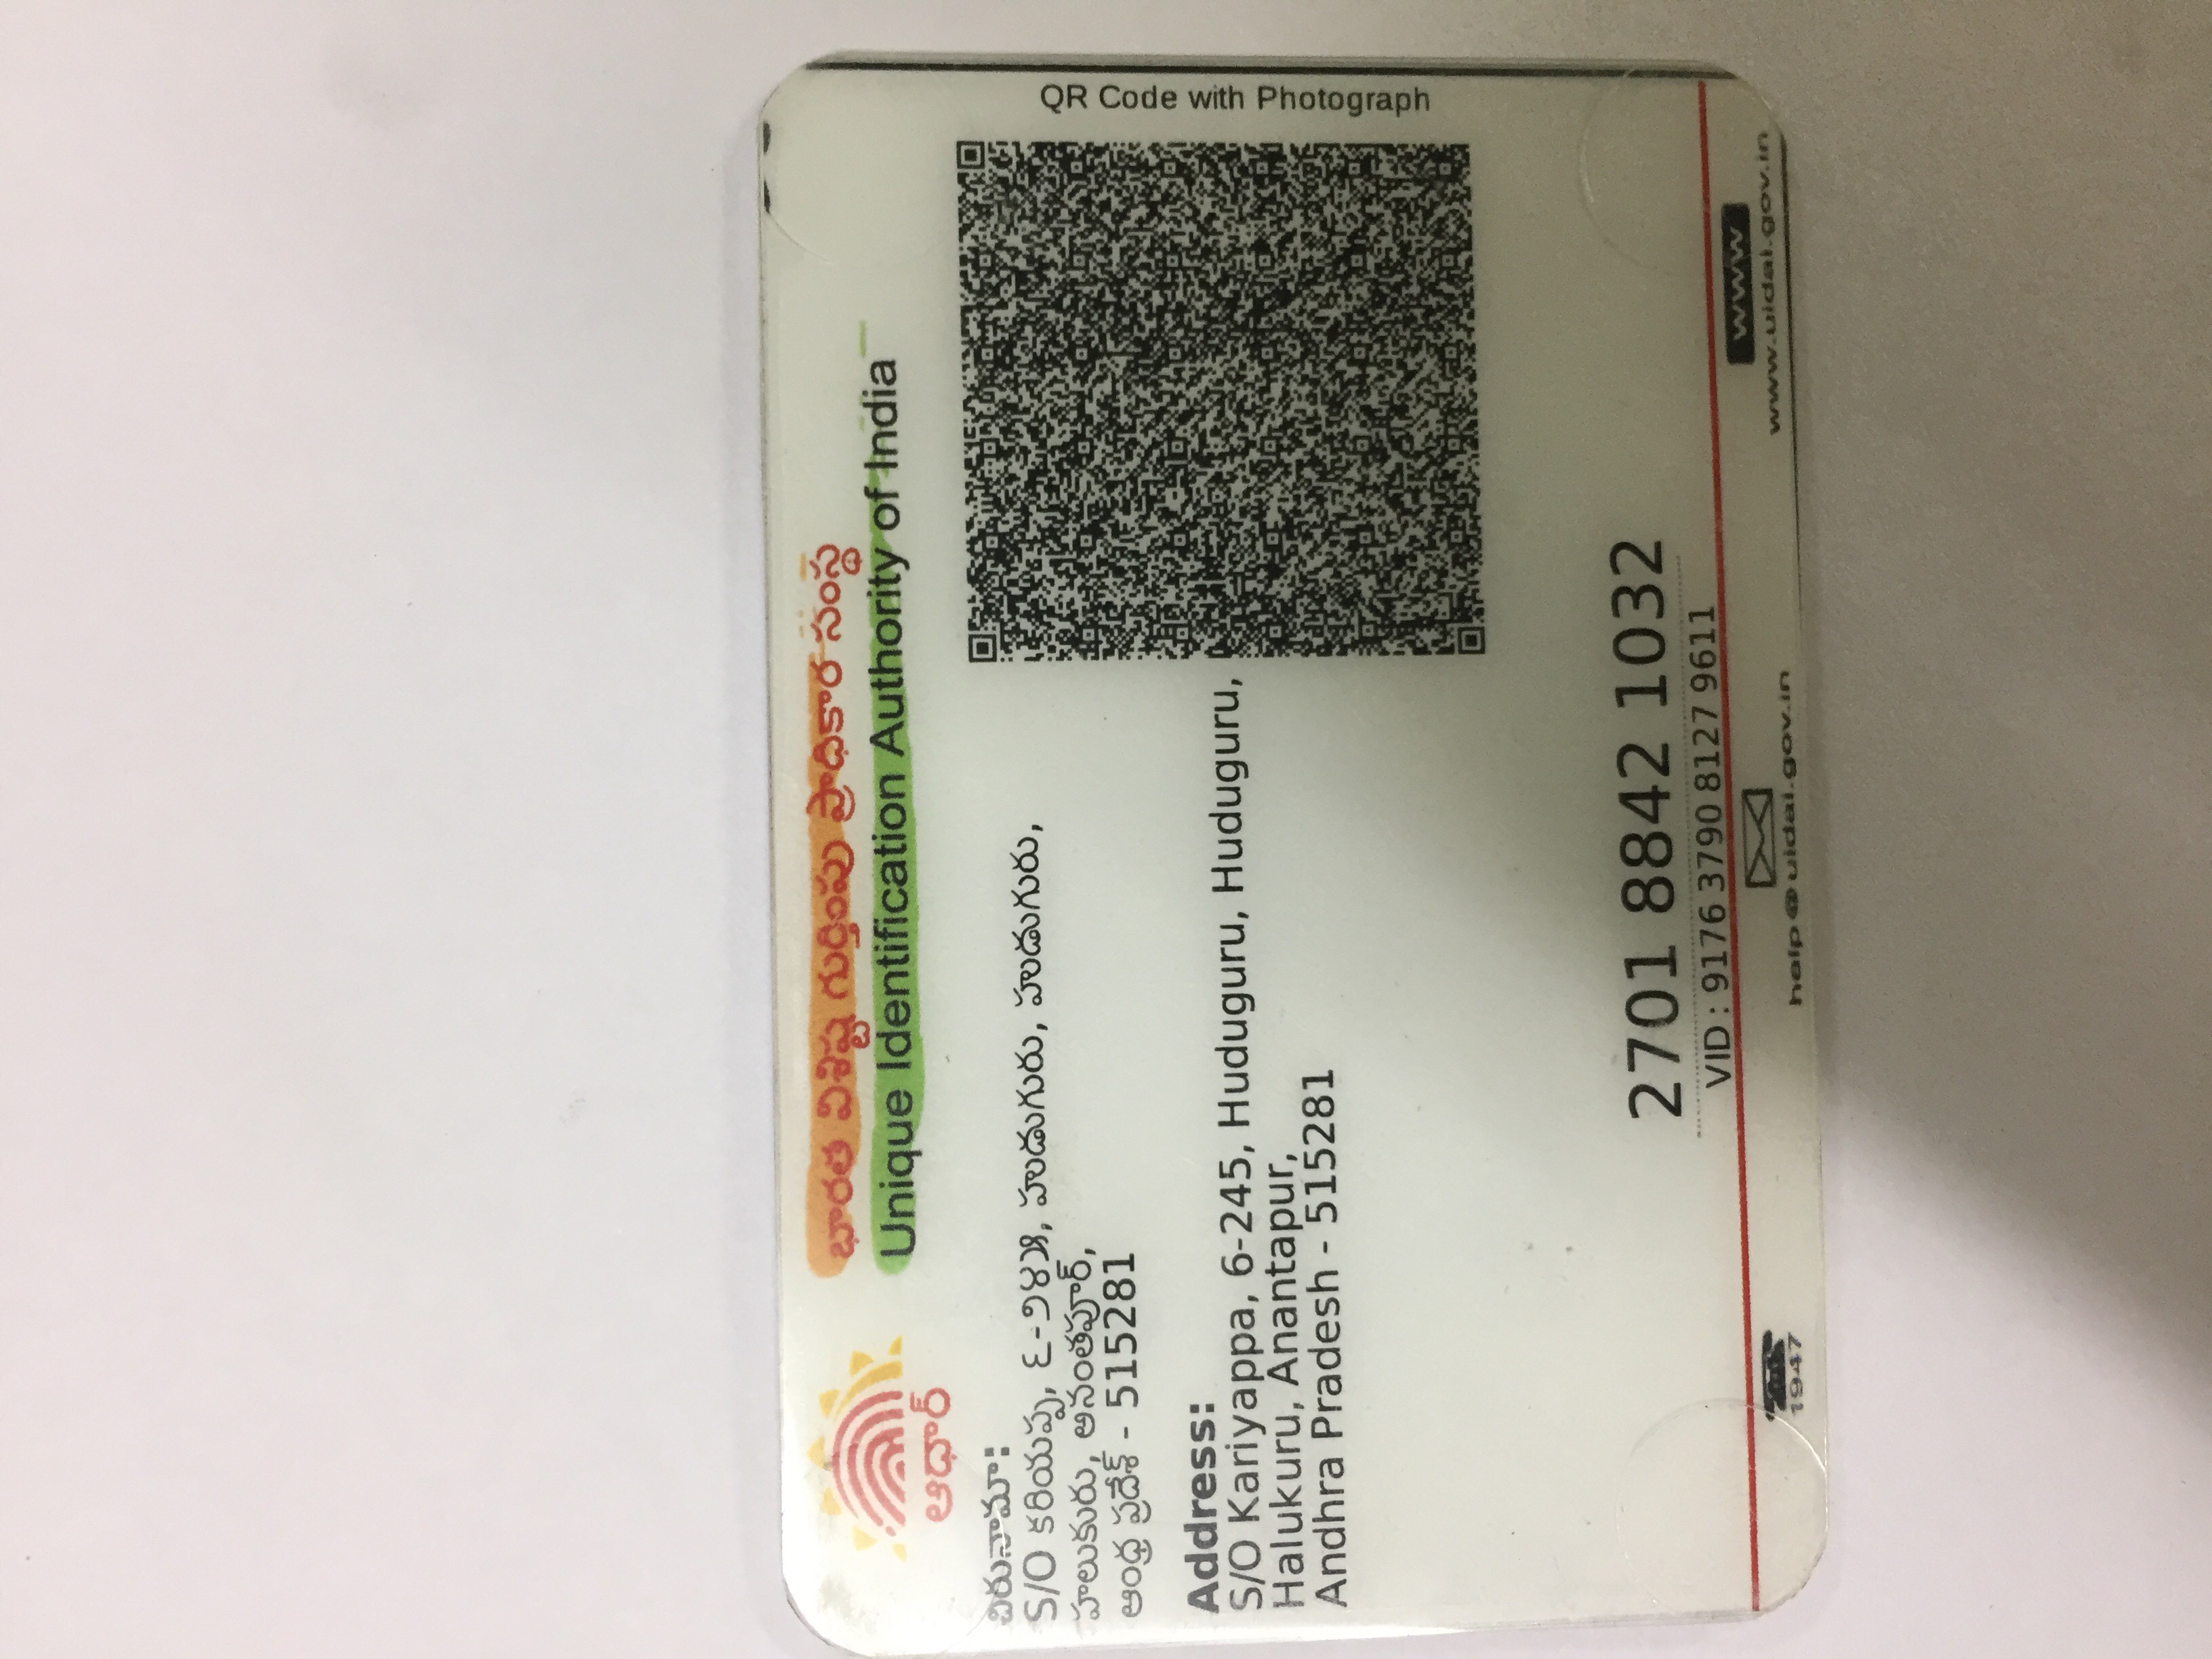 ఆధార్
భారత విశిష్ట గుర్తింపు ప్రాధికార సంస్థ
Unique Identification Authority of India
చిరునామా:
S/O కరియప్ప, ౬-౨౪౫, హుడుగురు, హుడుగురు,
హలుకురు, అనంతపూర్,
ఆంధ్ర ప్రదేశ్ - 515281
Address:
S/O Kariyappa, 6-245, Huduguru, Huduguru,
Halukuru, Anantapur,
Andhra Pradesh - 515281
QR Code with Photograph
2701 8842 1032
VID : 9176 3790 8127 9611
1947
help@uidai.gov.in
www
www.uidai.gov.in